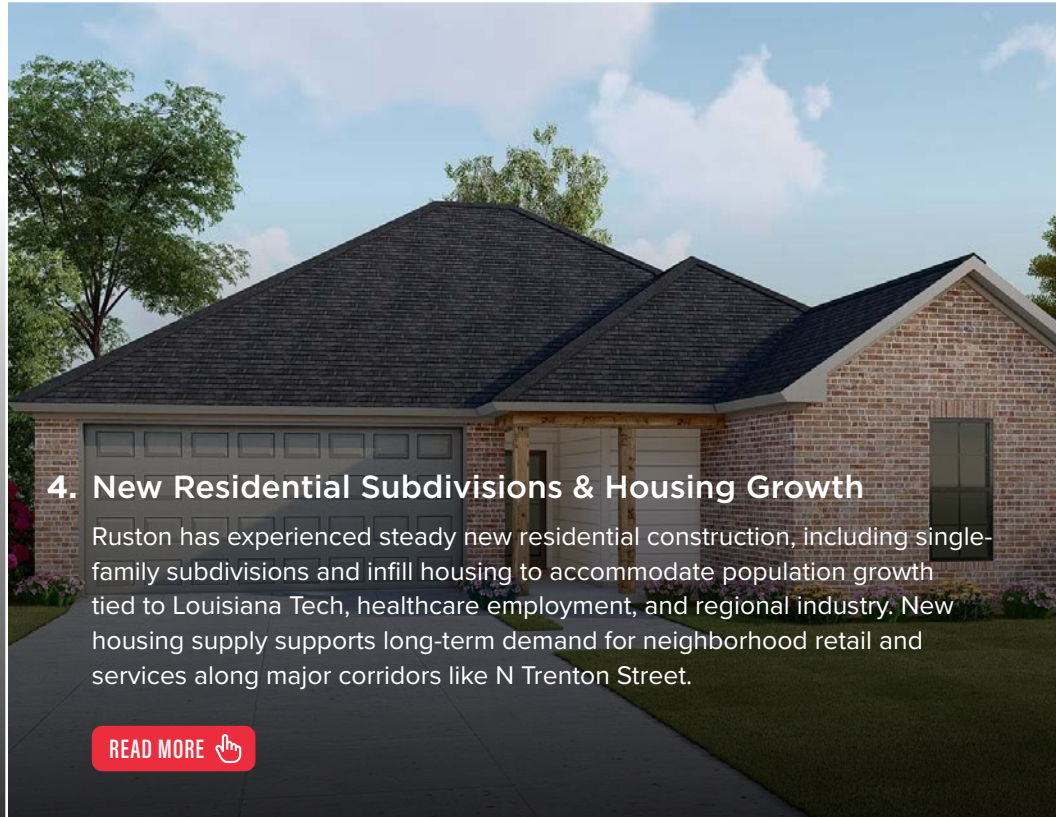 4. New Residential Subdivisions & Housing Growth
Ruston has experienced steady new residential construction, including single-
family subdivisions and infill housing to accommodate population growth
tied to Louisiana Tech, healthcare employment, and regional industry. New
housing supply supports long-term demand for neighborhood retail and
services along major corridors like N Trenton Street.
READ MORE